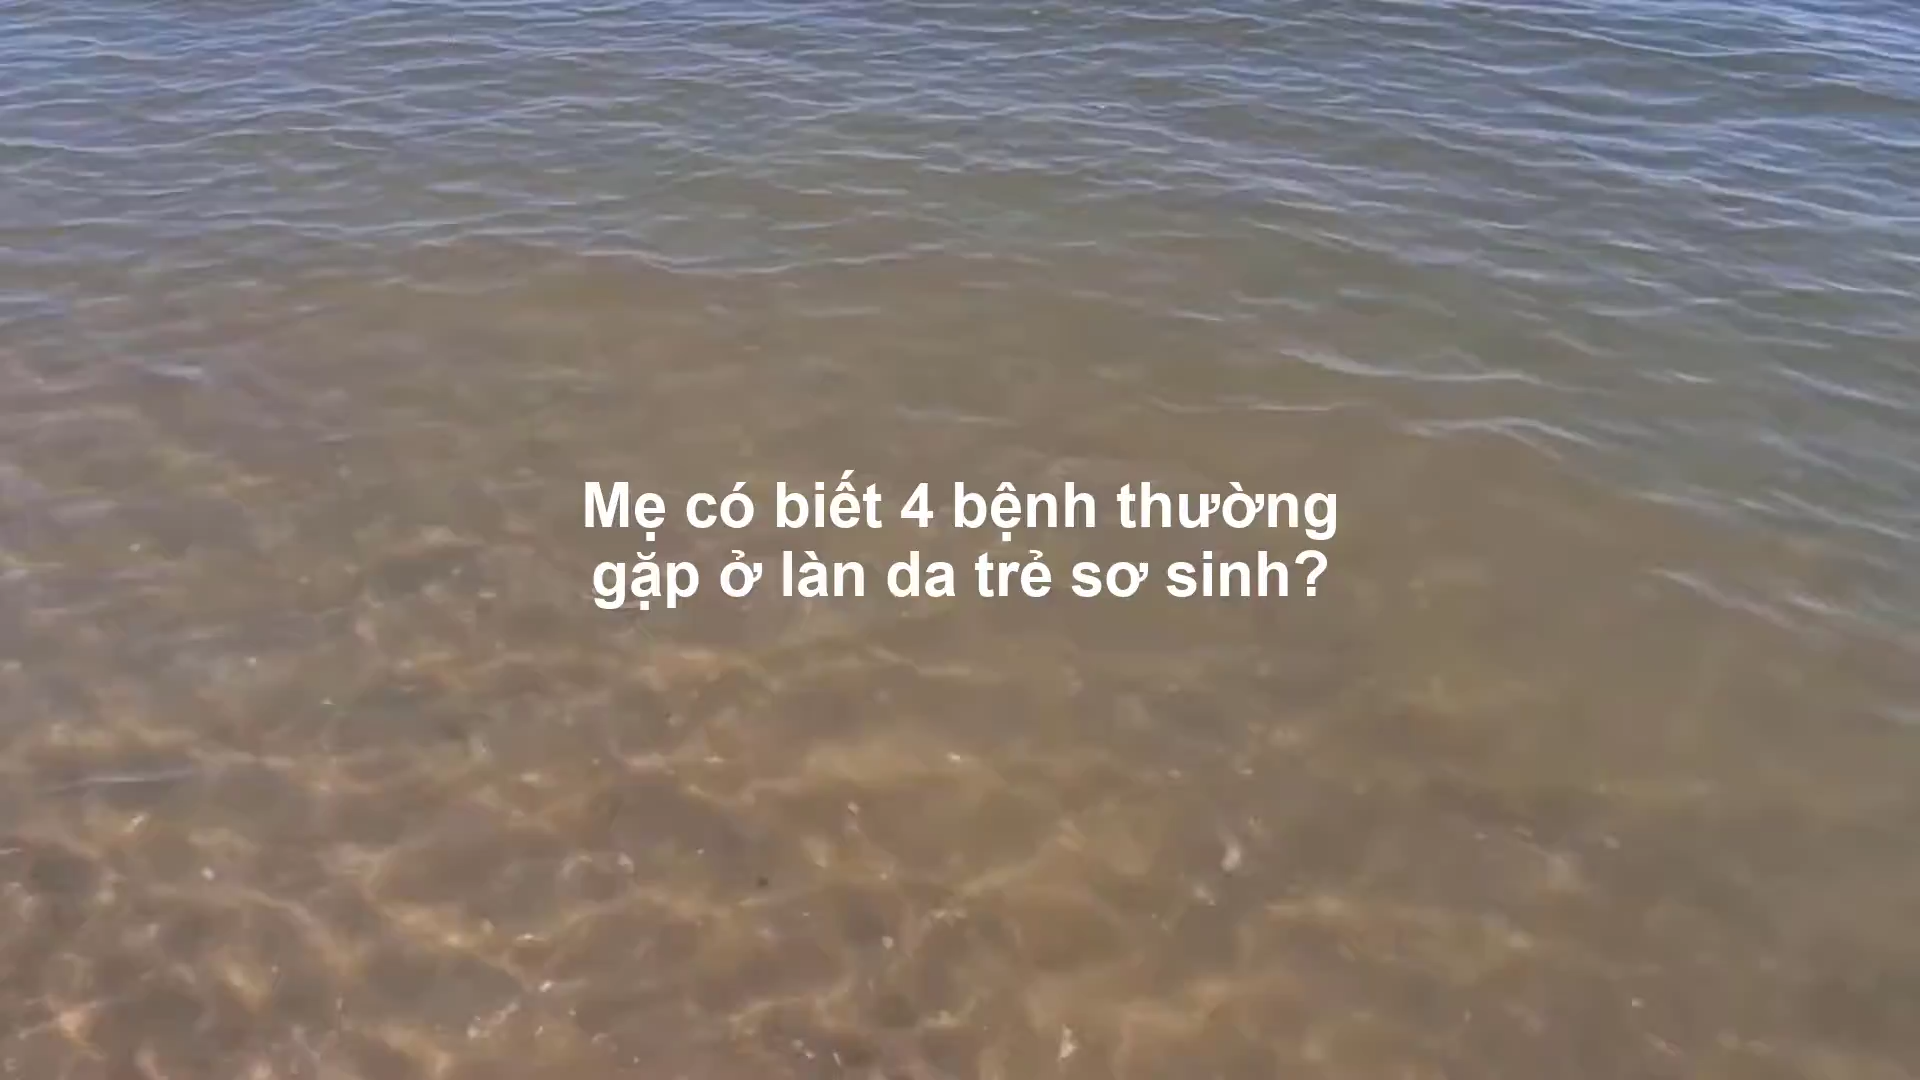 Mẹ có biết 4 bệnh thường
gặp ở làn da trẻ sơ sinh?